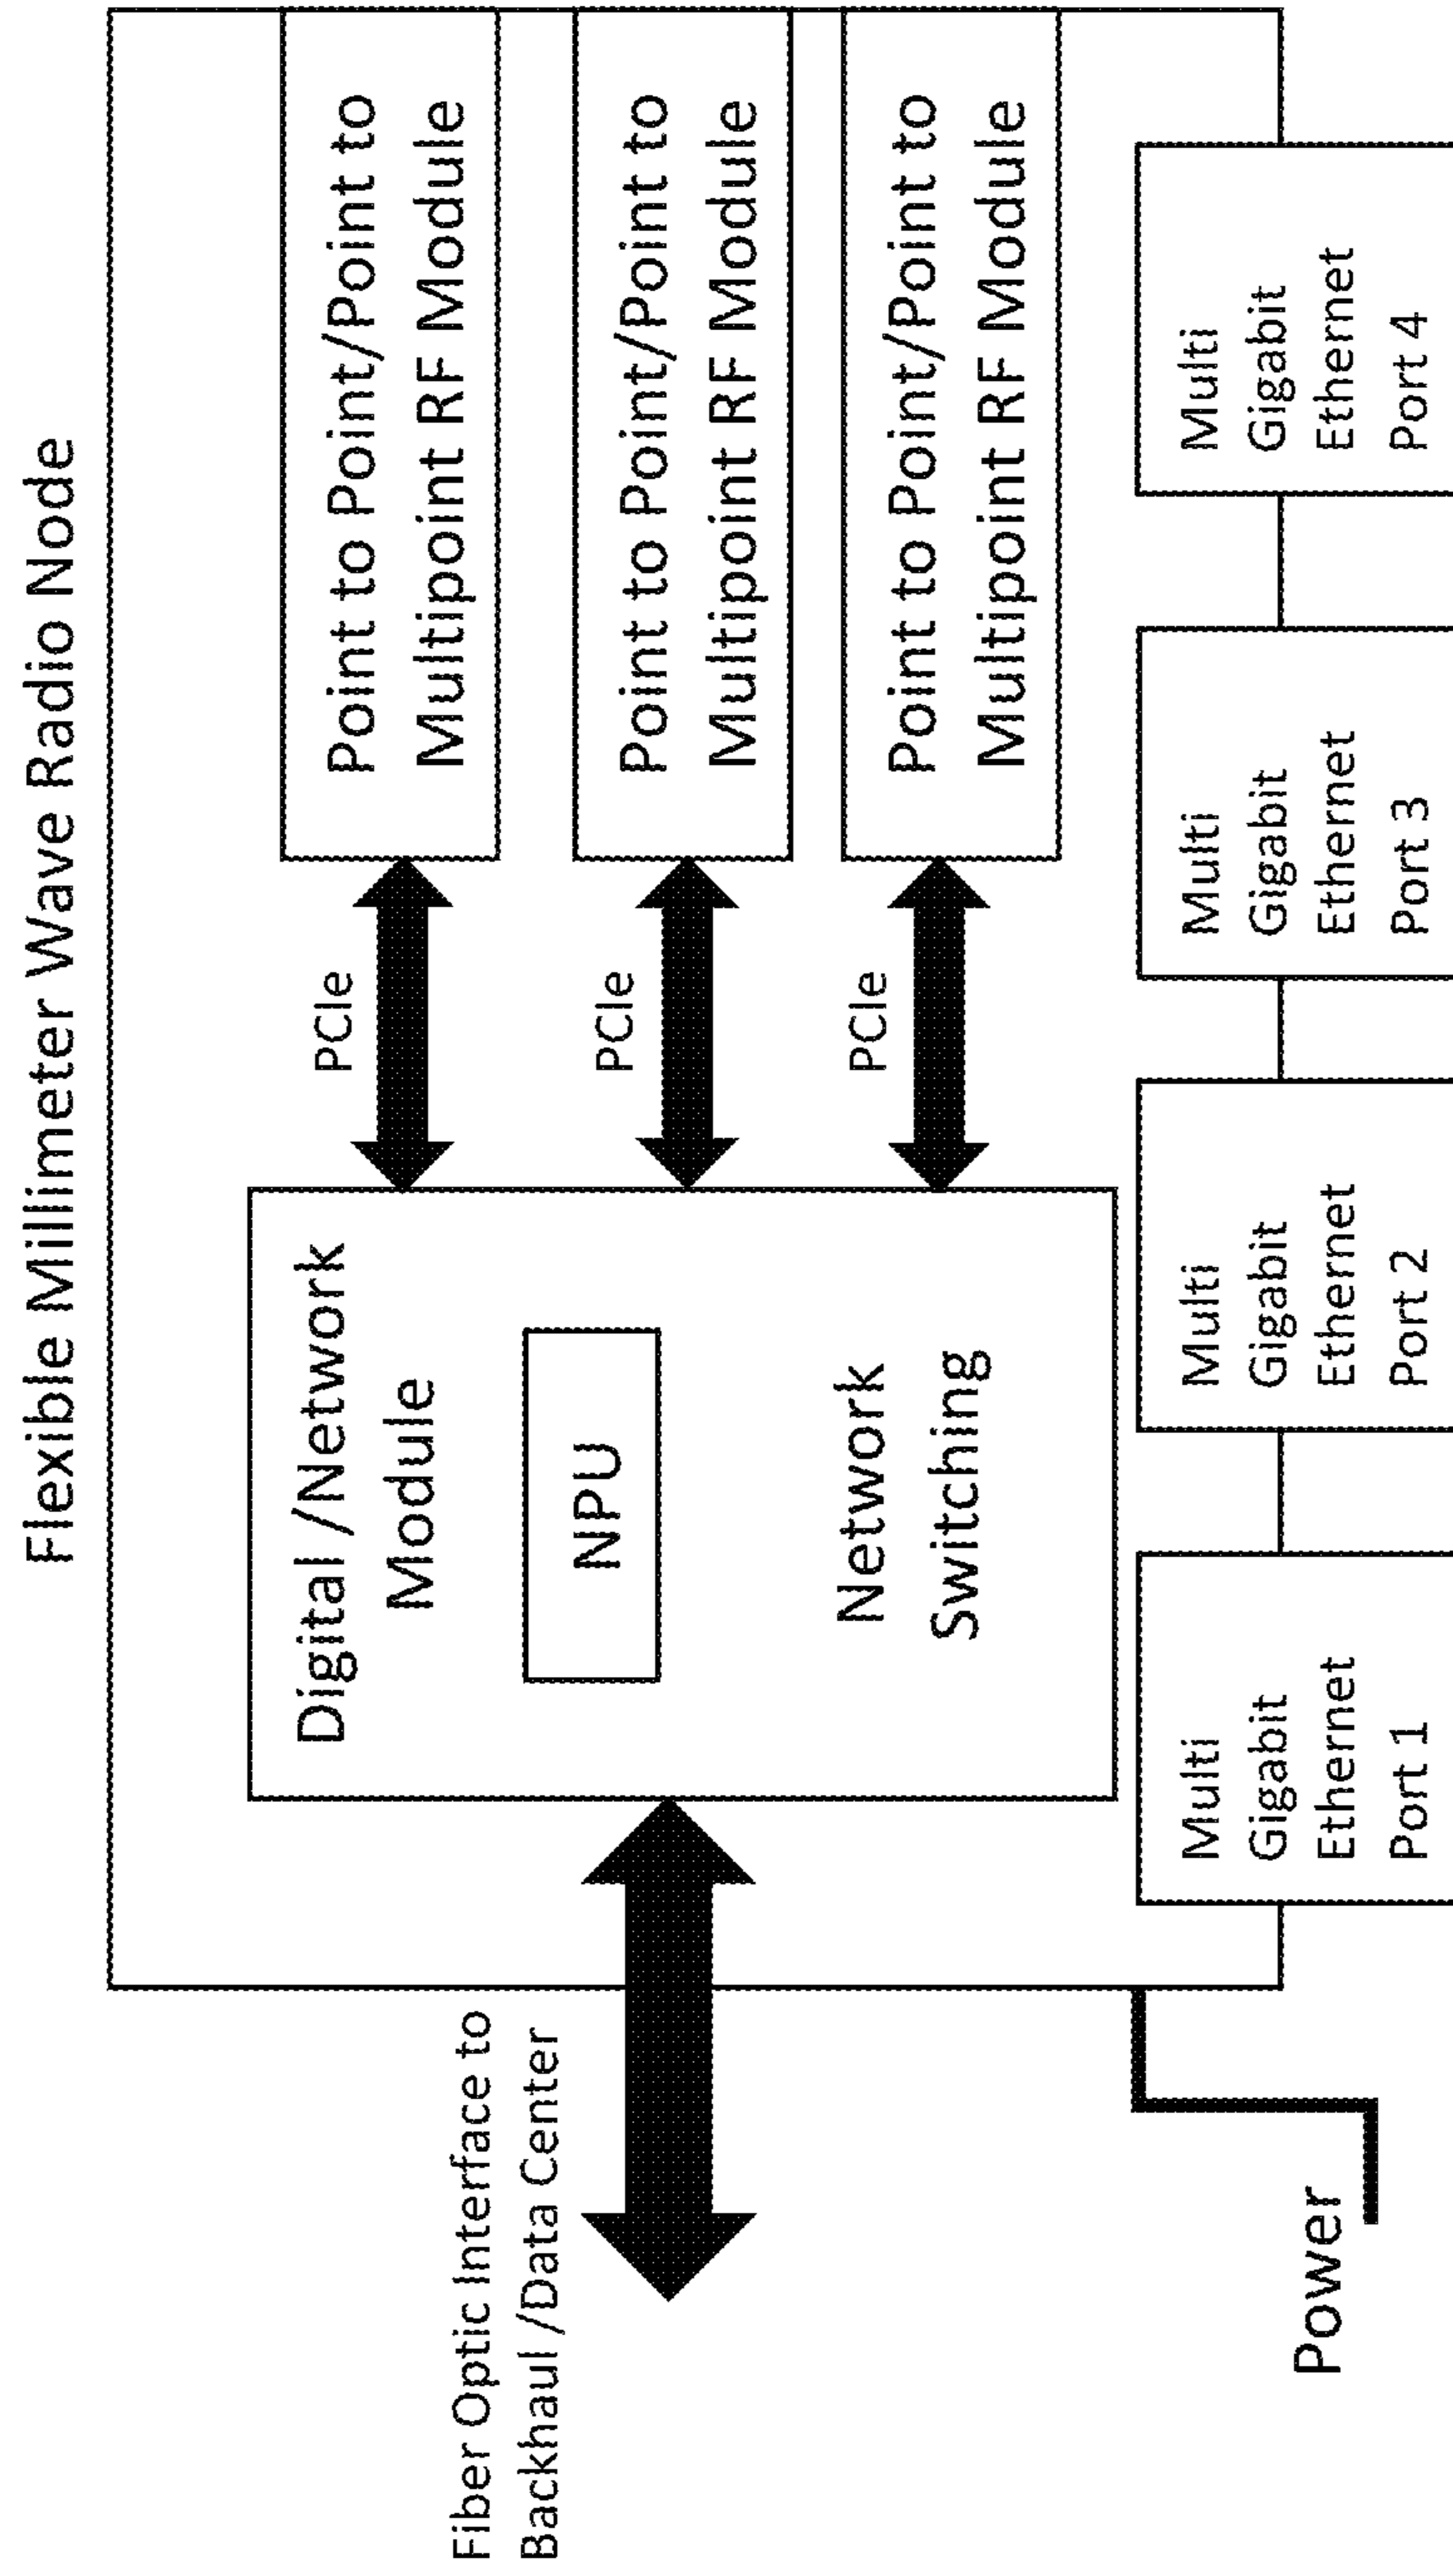 Flexible Millimeter Wave Radio Node
Fiber Optic Interface to
Backhaul /Data Center
Digital /Network
Module
NPU
Network
Switching
PCIe
PCIe
PCIe
Point to Point/Point to
Multipoint RF Module
Point to Point/Point to
Multipoint RF Module
Point to Point/Point to
Multipoint RF Module
Power
Multi
Gigabit
Ethernet
Port 1
Multi
Gigabit
Ethernet
Port 2
Multi
Gigabit
Ethernet
Port 3
Multi
Gigabit
Ethernet
Port 4